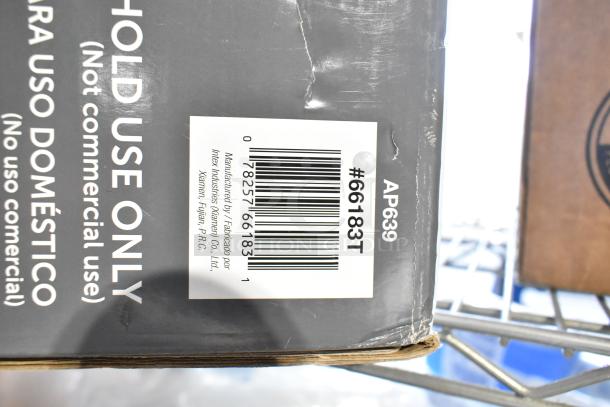 AP639
#66183T
0 78257 66183 1
Manufactured by / Fabricado por
Intex Industries (Xiamen) Co., Ltd.,
Xiamen, Fujian, P.R.C.
HOLD USE ONLY
(Not commercial use)
ARA USO DOMÉSTICO
(No uso comercial)